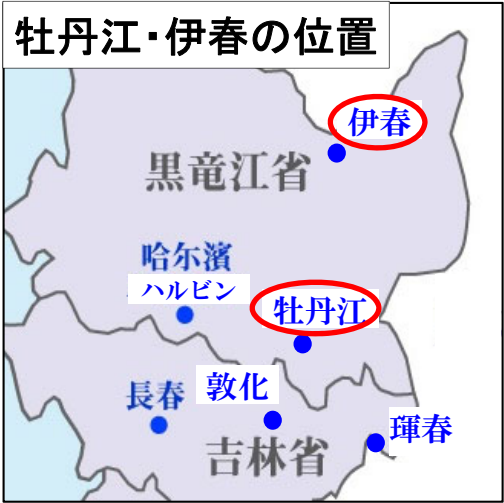 牡丹江・伊春の位置
伊春
黒竜江省
哈尓濱
ハルビン
牡丹江
敦化
長春
琿春
吉林省